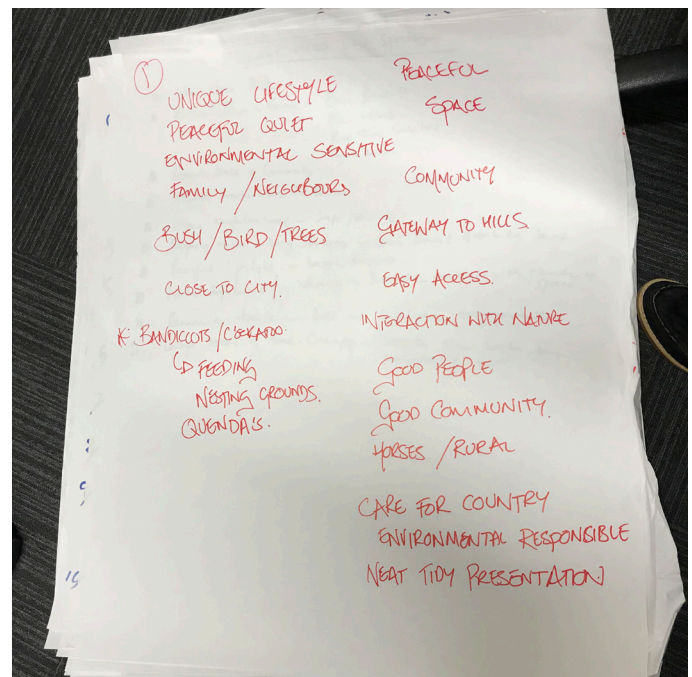 1
UNIQUE LIFESTYLE
PEACEFUL QUIET
ENVIRONMENTAL SENSITIVE
FAMILY / NEIGHBOURS
BUSH / BIRD / TREES
CLOSE TO CITY.
BANDICOOTS /
↳ FEEDING
NESTING GROUNDS.
QUENDA'S.
PEACEFUL
SPACE
COMMUNITY
GATEWAY TO HILLS
EASY ACCESS.
INTERACTION WITH NATURE
GOOD PEOPLE
GOOD COMMUNITY.
HORSES / RURAL
CARE FOR COUNTRY
ENVIRONMENTAL RESPONSIBLE
NEAT TIDY PRESENTATION